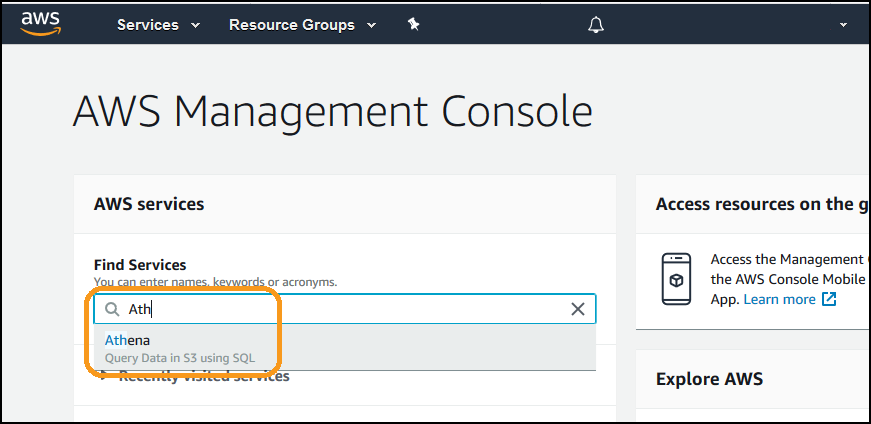 aws
Services
Resource Groups
AWS Management Console
AWS services
Find Services
You can enter names, keywords or acronyms.
Ath
Athena
Query Data in S3 using SQL
Recently visited services
Access resources on the g
Access the Management
the AWS Console Mobile
App. Learn more
Explore AWS